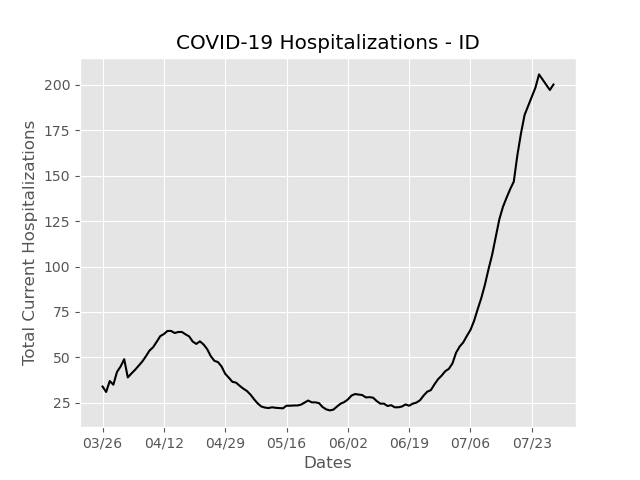 COVID-19 Hospitalizations - ID
200
175
150
125
100
75
50
25
Total Current Hospitalizations
03/26 04/12 04/29 05/16 06/02 06/19 07/06 07/23
Dates